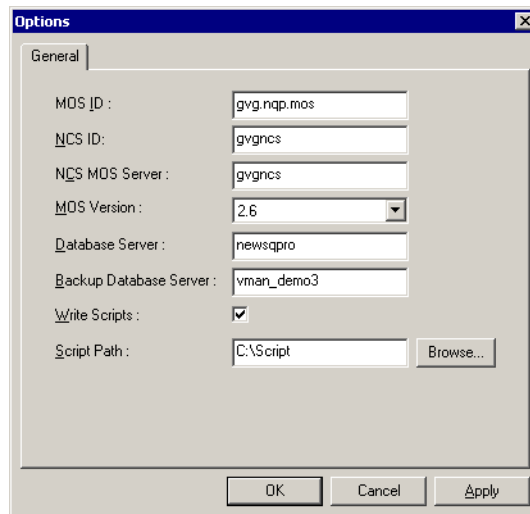 Options
General
MOS ID : gvg.nqp.mos
NCS ID: gvgncs
NCS MOS Server : gvgncs
MOS Version : 2.6
Database Server : newsqpro
Backup Database Server : vman_demo3
Write Scripts :
Script Path : C:\Script Browse...
OK Cancel Apply